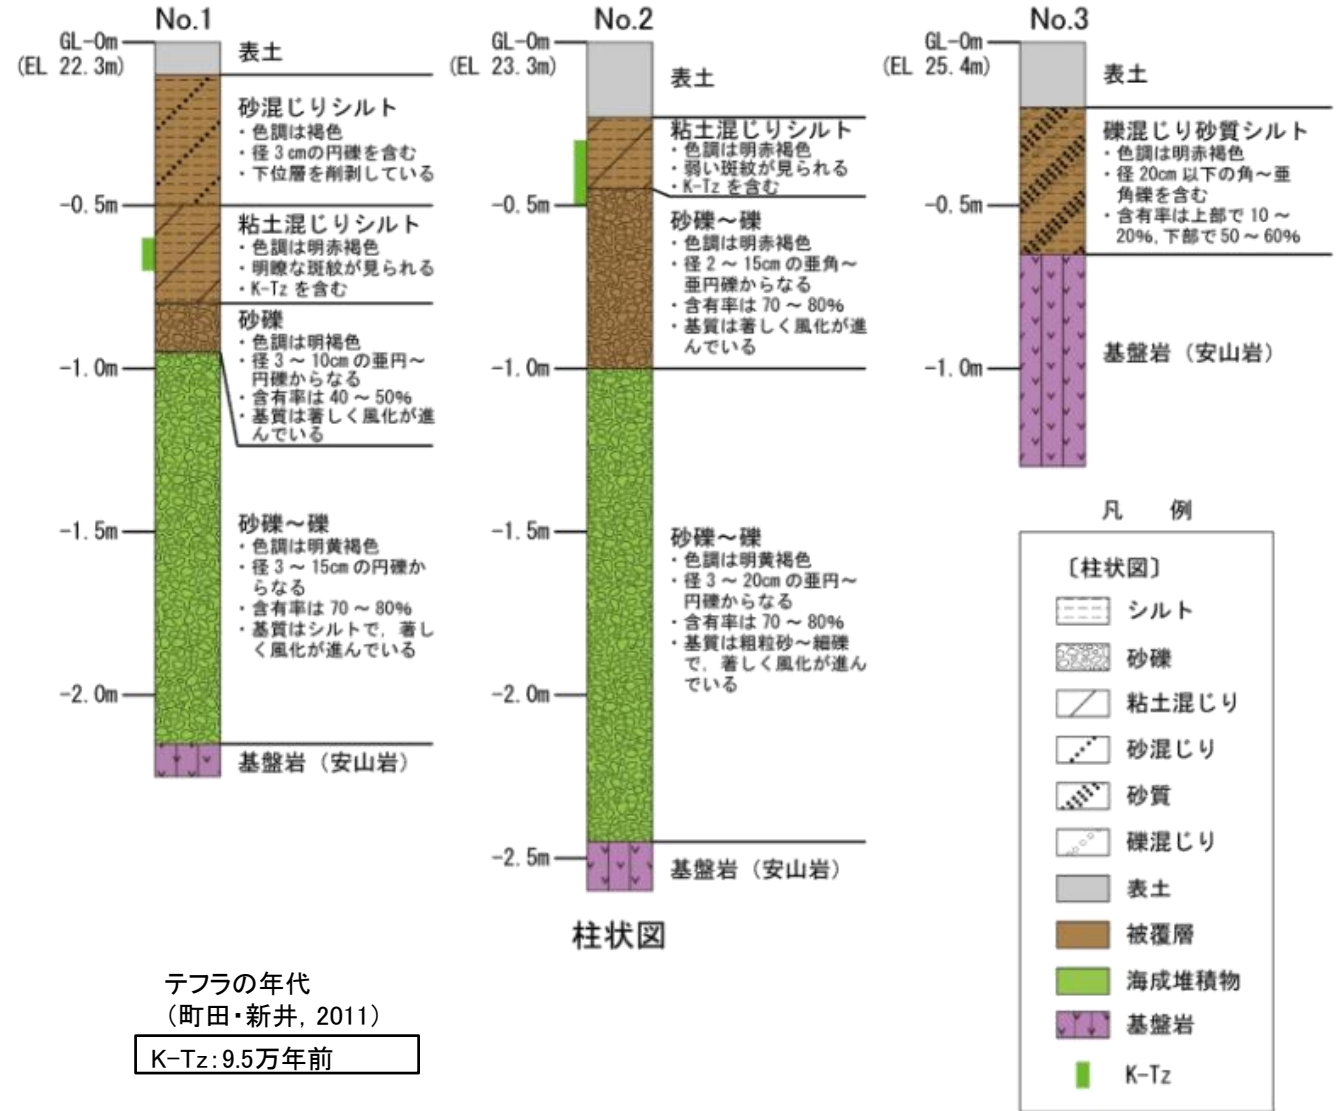 No.1
GL-0m
(EL 22.3m)
-0.5m
-1.0m
-1.5m
-2.0m
表土
砂混じりシルト
・色調は褐色
・径3cmの円礫を含む
・下位層を削剥している
粘土混じりシルト
・色調は明赤褐色
・明瞭な斑紋が見られる
・K-Tzを含む
砂礫
・色調は明褐色
・径3～10cmの亜円～
円礫からなる
・含有率は40～50%
・基質は著しく風化が進
んでいる
砂礫～礫
・色調は明黄褐色
・径3～15cmの円礫か
らなる
・含有率は70～80%
・基質はシルトで, 著し
く風化が進んでいる
基盤岩（安山岩）
No.2
GL-0m
(EL 23.3m)
-0.5m
-1.0m
-1.5m
-2.0m
-2.5m
表土
粘土混じりシルト
・色調は明赤褐色
・弱い斑紋が見られる
・K-Tzを含む
砂礫～礫
・色調は明赤褐色
・径2～15cmの亜角～
亜円礫からなる
・含有率は70～80%
・基質は著しく風化が進
んでいる
砂礫～礫
・色調は明黄褐色
・径3～20cmの亜円～
円礫からなる
・含有率は70～80%
・基質は粗粒砂～細礫
で, 著しく風化が進ん
でいる
基盤岩（安山岩）
No.3
GL-0m
(EL 25.4m)
-0.5m
-1.0m
表土
礫混じり砂質シルト
・色調は明赤褐色
・径20cm以下の角～亜
角礫を含む
・含有率は上部で10～
20%, 下部で50～60%
基盤岩（安山岩）
柱状図
凡 例
〔柱状図〕
シルト
砂礫
粘土混じり
砂混じり
砂質
礫混じり
表土
被覆層
海成堆積物
基盤岩
K-Tz
テフラの年代
（町田・新井, 2011）
K-Tz：9.5万年前